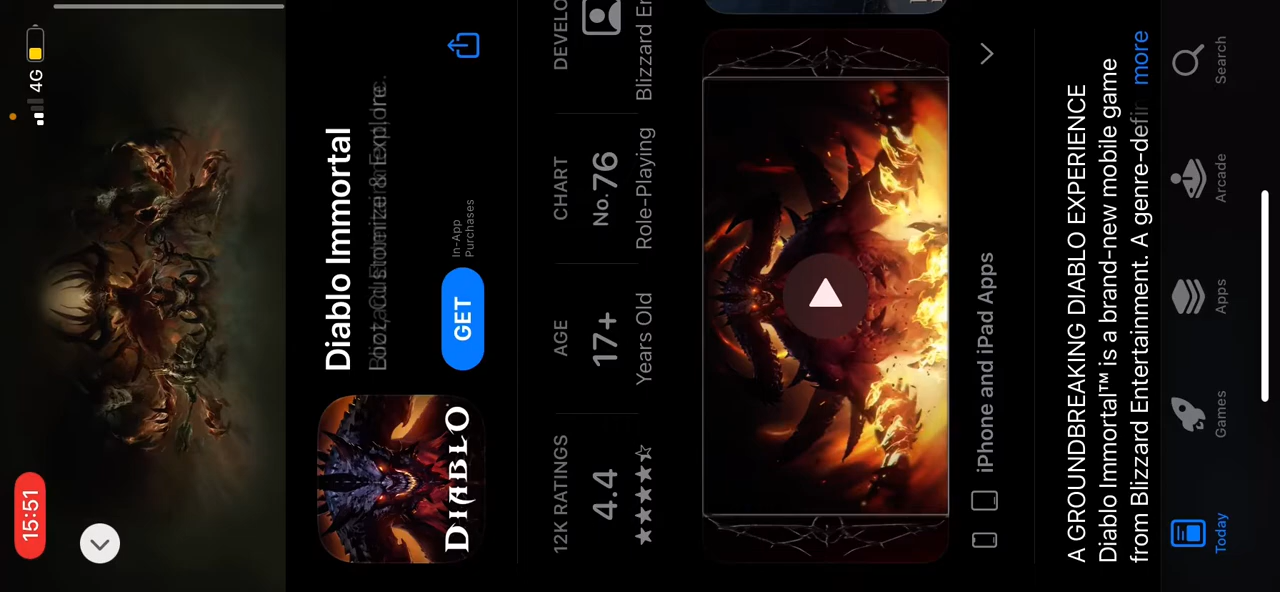 15:51
4G
DIABLO
Diablo Immortal
GET
In-App
Purchases
12K RATINGS
4.4
AGE
17+
Years Old
CHART
No.76
Role-Playing
DEVELO
Blizzard En
iPhone and iPad Apps
A GROUNDBREAKING DIABLO EXPERIENCE
Diablo Immortal™ is a brand-new mobile game
from Blizzard Entertainment. A genre-defin more
Today
Games
Apps
Arcade
Search